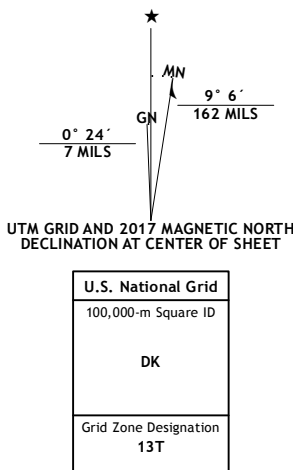 ★
MN
GN
9° 6´
162 MILS
0° 24´
7 MILS
UTM GRID AND 2017 MAGNETIC NORTH
DECLINATION AT CENTER OF SHEET
U.S. National Grid
100,000-m Square ID
DK
Grid Zone Designation
13T